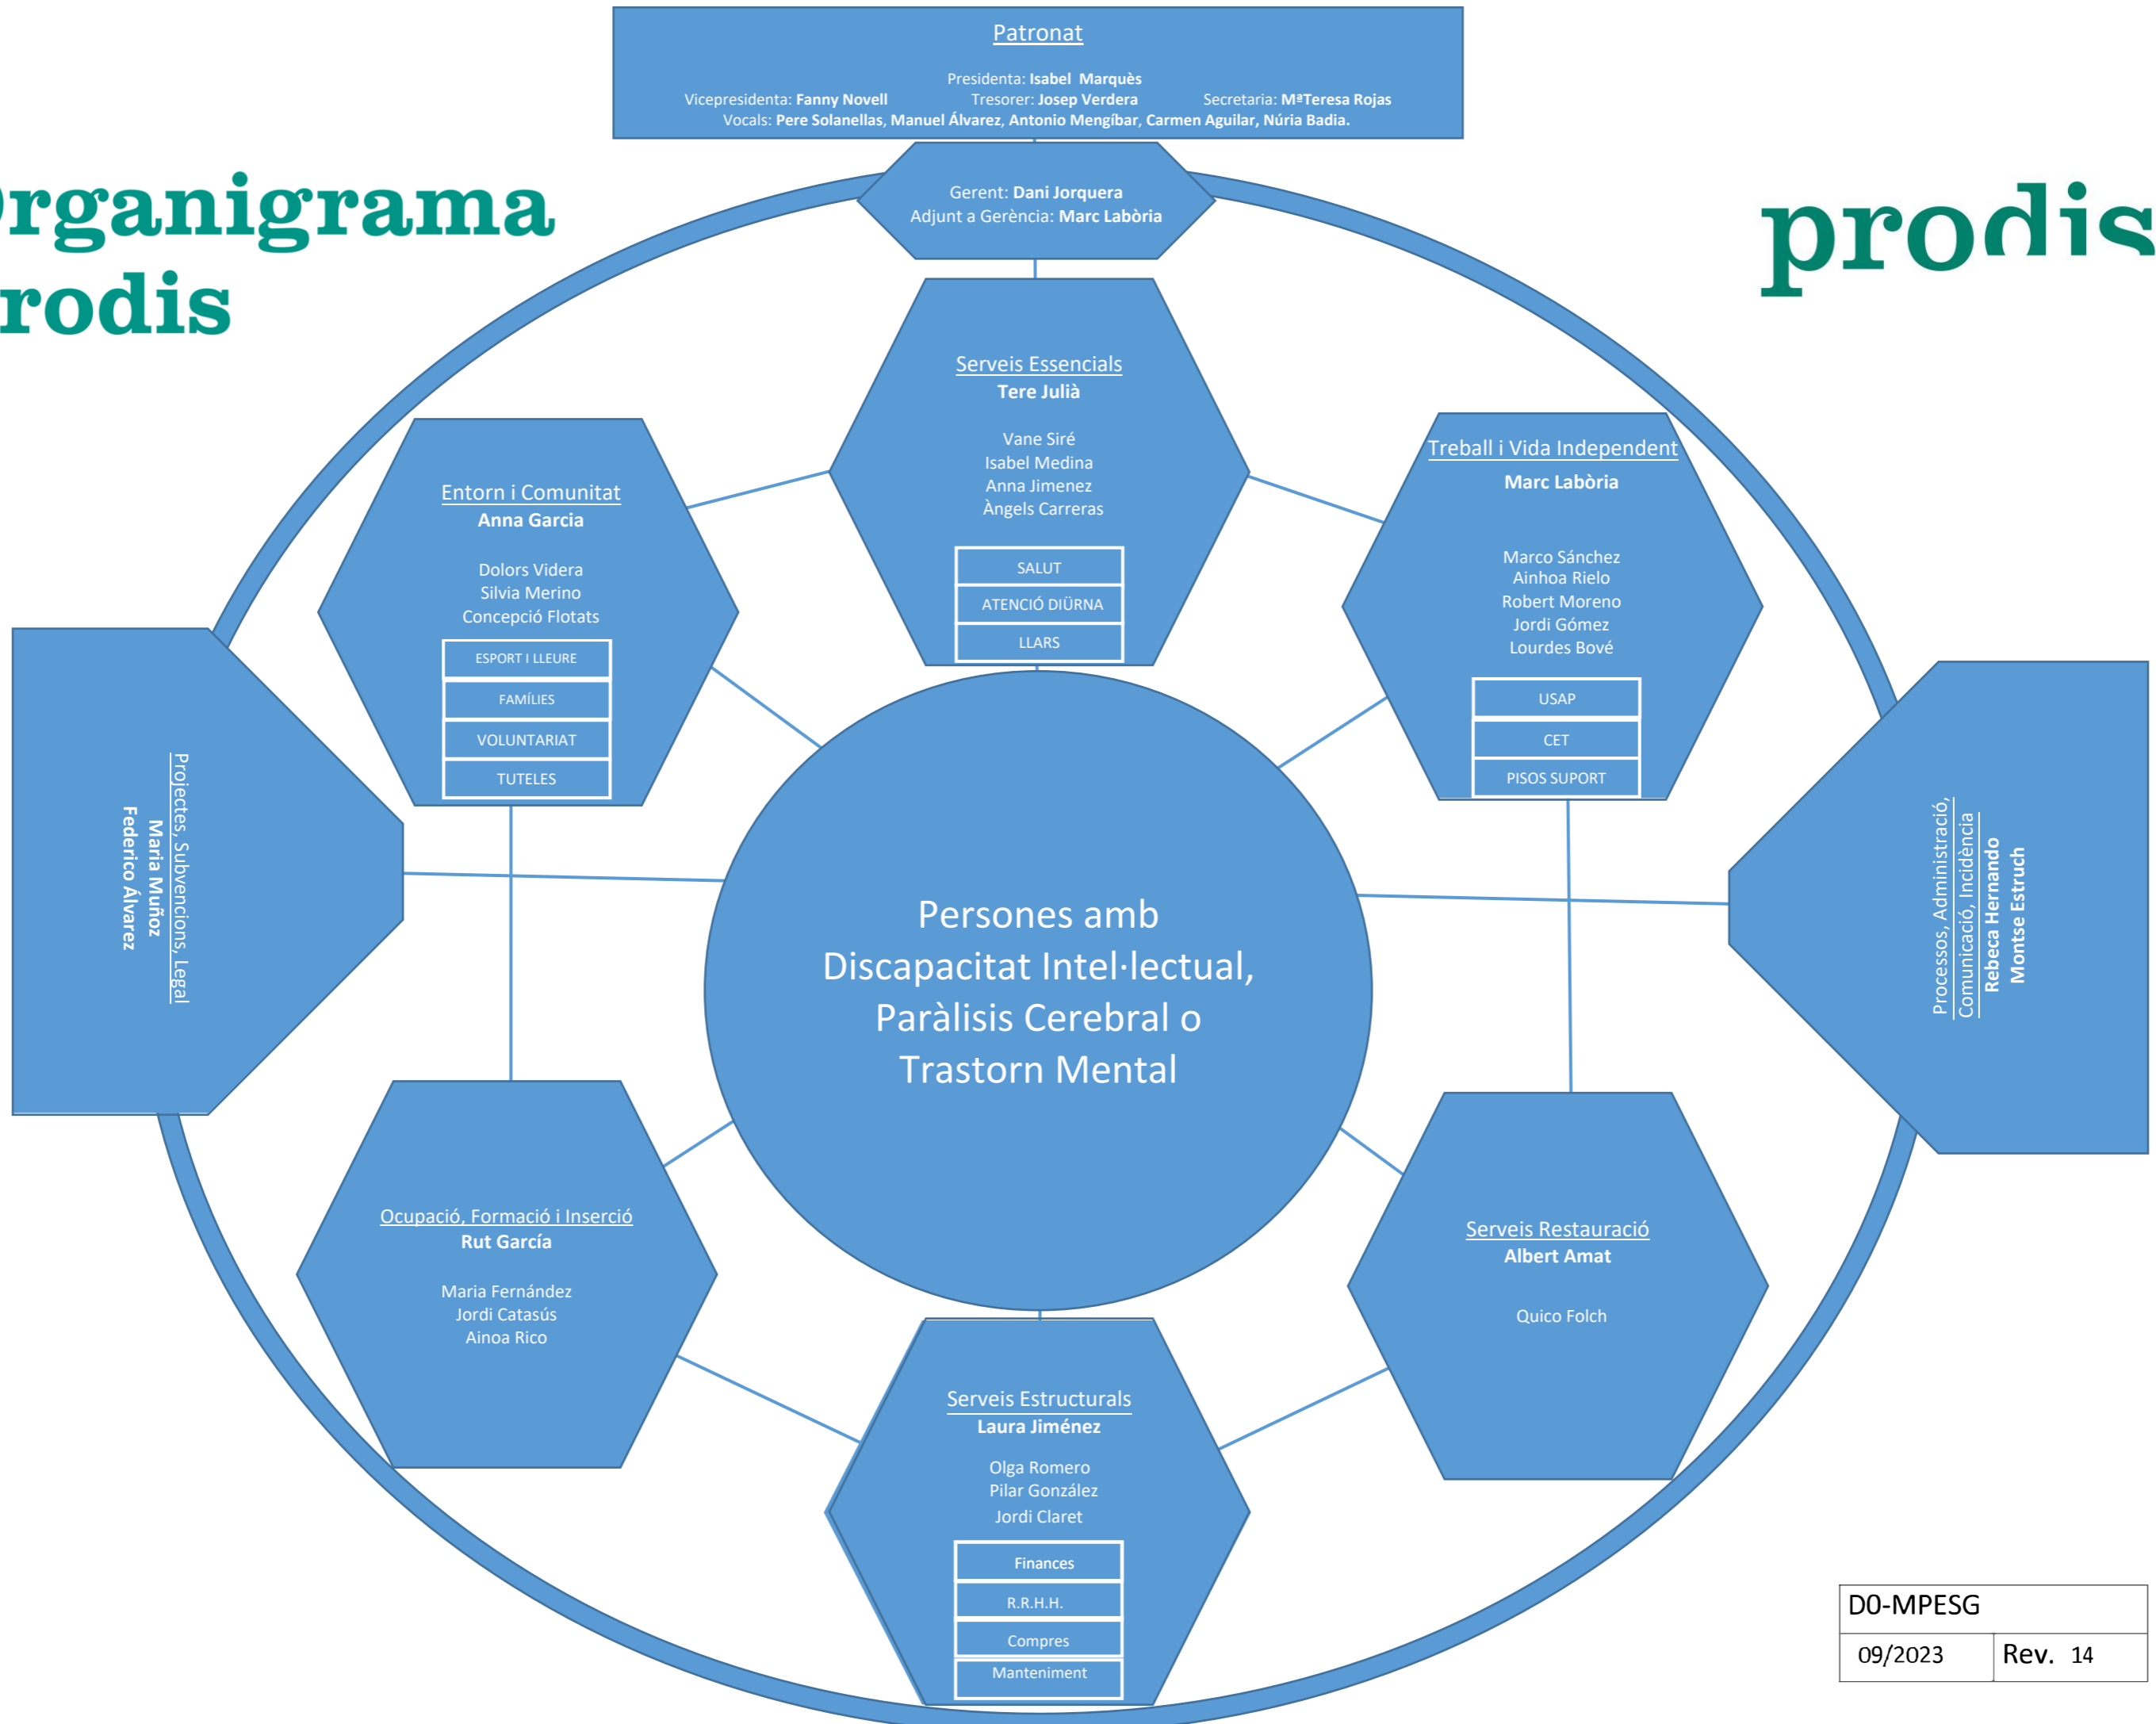 Patronat
Presidenta: Isabel Marquès
Vicepresidenta: Fanny Novell Tresorer: Josep Verdera Secretaria: MªTeresa Rojas
Vocals: Pere Solanellas, Manuel Álvarez, Antonio Mengíbar, Carmen Aguilar, Núria Badia.
Organigrama
rodis
prodis
Gerent: Dani Jorquera
Adjunt a Gerència: Marc Labòria
Serveis Essencials
Tere Julià
Vane Siré
Isabel Medina
Anna Jimenez
Àngels Carreras
SALUT
ATENCIÓ DIÜRNA
LLARS
Entorn i Comunitat
Anna Garcia
Dolors Videra
Silvia Merino
Concepció Flotats
ESPORT I LLEURE
FAMÍLIES
VOLUNTARIAT
TUTELES
Treball i Vida Independent
Marc Labòria
Marco Sánchez
Ainhoa Rielo
Robert Moreno
Jordi Gómez
Lourdes Bové
USAP
CET
PISOS SUPORT
Projectes, Subvencions, Legal
Maria Muñoz
Federico Álvarez
Persones amb
Discapacitat Intel·lectual,
Paràlisis Cerebral o
Trastorn Mental
Processos, Administració,
Comunicació, Incidència
Rebeca Hernando
Montse Estruch
Ocupació, Formació i Inserció
Rut García
Maria Fernández
Jordi Catasús
Ainoa Rico
Serveis Restauració
Albert Amat
Quico Folch
Serveis Estructurals
Laura Jiménez
Olga Romero
Pilar González
Jordi Claret
Finances
R.R.H.H.
Compres
Manteniment
D0-MPESG
09/2023 Rev. 14